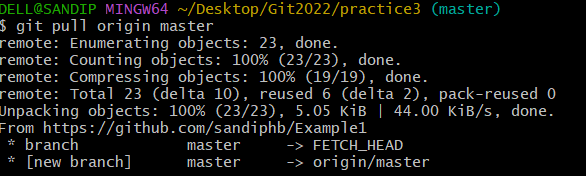 DELL@SANDIP MINGW64 ~/Desktop/Git2022/practice3 (master)
$ git pull origin master
remote: Enumerating objects: 23, done.
remote: Counting objects: 100% (23/23), done.
remote: Compressing objects: 100% (19/19), done.
remote: Total 23 (delta 10), reused 6 (delta 2), pack-reused 0
Unpacking objects: 100% (23/23), 5.05 KiB | 44.00 KiB/s, done.
From https://github.com/sandiphb/Example1
 * branch            master     -> FETCH_HEAD
 * [new branch]      master     -> origin/master